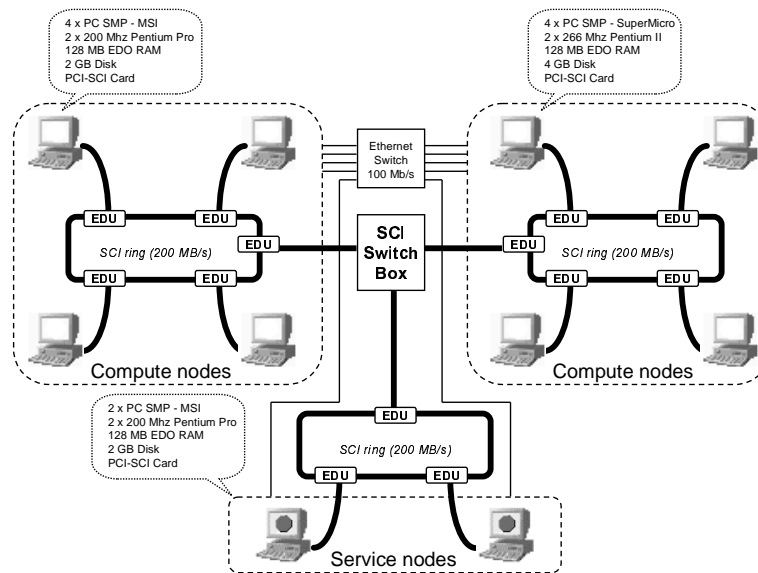 4 x PC SMP - MSI
2 x 200 Mhz Pentium Pro
128 MB EDO RAM
2 GB Disk
PCI-SCI Card
4 x PC SMP - SuperMicro
2 x 266 Mhz Pentium II
128 MB EDO RAM
4 GB Disk
PCI-SCI Card
Ethernet
Switch
100 Mb/s
EDU
EDU
EDU
SCI ring (200 MB/s)
EDU
EDU
SCI
Switch
Box
EDU
EDU
EDU
SCI ring (200 MB/s)
EDU
EDU
Compute nodes
Compute nodes
2 x PC SMP - MSI
2 x 200 Mhz Pentium Pro
128 MB EDO RAM
2 GB Disk
PCI-SCI Card
EDU
SCI ring (200 MB/s)
EDU
EDU
Service nodes